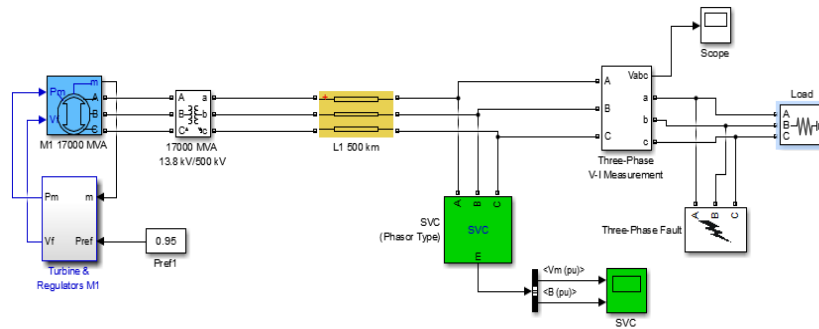 Scope
Vabc
A
a
B
b
C
c
Three-Phase
V-I Measurement
Load
A
B
C
Pm
m
A
B
C
M1 17000 MVA
A
a
B
b
C
c
17000 MVA
13.8 kV/500 kV
L1 500 km
Pm
m
Vf
Pref
Turbine &
Regulators M1
0.95
Pref1
A
B
C
SVC
SVC
(Phasor Type)
E
<Vm (pu)>
<B (pu)>
SVC
A
B
C
Three-Phase Fault